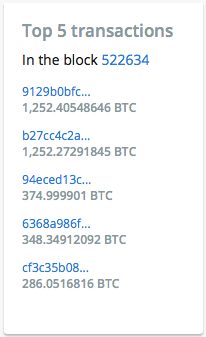 Top 5 transactions
In the block 522634
9129b0bfc...
1,252.40548646 BTC
b27cc4c2a...
1,252.27291845 BTC
94eced13c...
374.999901 BTC
6368a986f...
348.34912092 BTC
cf3c35b08...
286.0516816 BTC